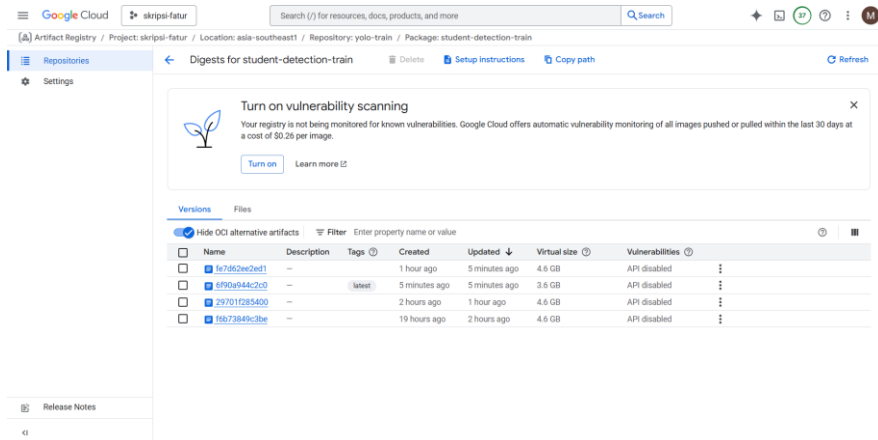 Google Cloud
skripsi-fatur
Search (/) for resources, docs, products, and more
Search
37
M
Artifact Registry / Project: skripsi-fatur / Location: asia-southeast1 / Repository: yolo-train / Package: student-detection-train
Repositories
Settings
Digests for student-detection-train
Delete
Setup instructions
Copy path
Refresh
Turn on vulnerability scanning
Your registry is not being monitored for known vulnerabilities. Google Cloud offers automatic vulnerability monitoring of all images pushed or pulled within the last 30 days at
a cost of $0.26 per image.
Turn on
Learn more
Versions
Files
Hide OCI alternative artifacts
Filter Enter property name or value
Name Description Tags Created Updated Virtual size Vulnerabilities
fe7d62ee2ed1 – 1 hour ago 5 minutes ago 4.6 GB API disabled
6f90a944c2c0 – latest 5 minutes ago 5 minutes ago 3.6 GB API disabled
29701f285400 – 2 hours ago 1 hour ago 4.6 GB API disabled
f6b73849c3be – 19 hours ago 2 hours ago 4.6 GB API disabled
Release Notes